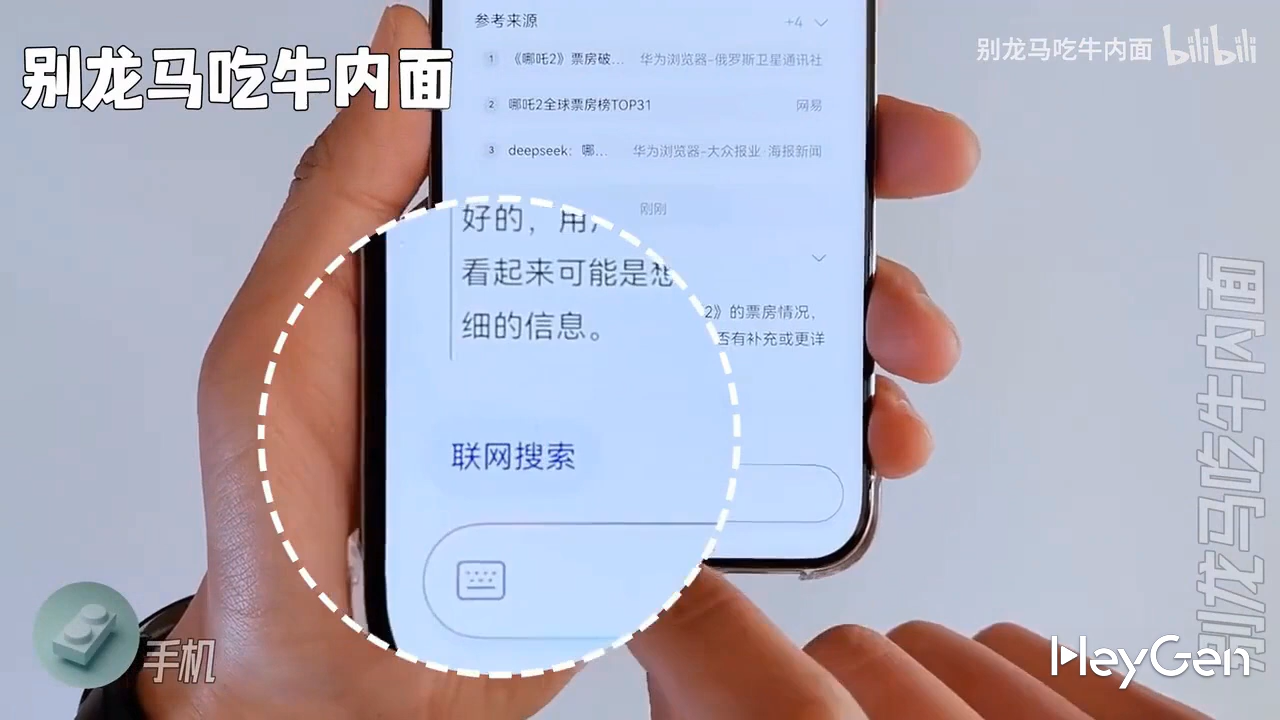 参考来源
+4
别龙马吃牛内面
别龙马吃牛内面 bilibili
1 《哪吒2》票房破... 华为浏览器-俄罗斯卫星通讯社
2 哪吒2全球票房榜TOP31 网易
3 deepseek：哪... 华为浏览器-大众报业·海报新闻
刚刚
好的，用户
看起来可能是想
细的信息。
2》的票房情况，
否有补充或更详
联网搜索
别龙马吃牛内面
手机
HeyGen